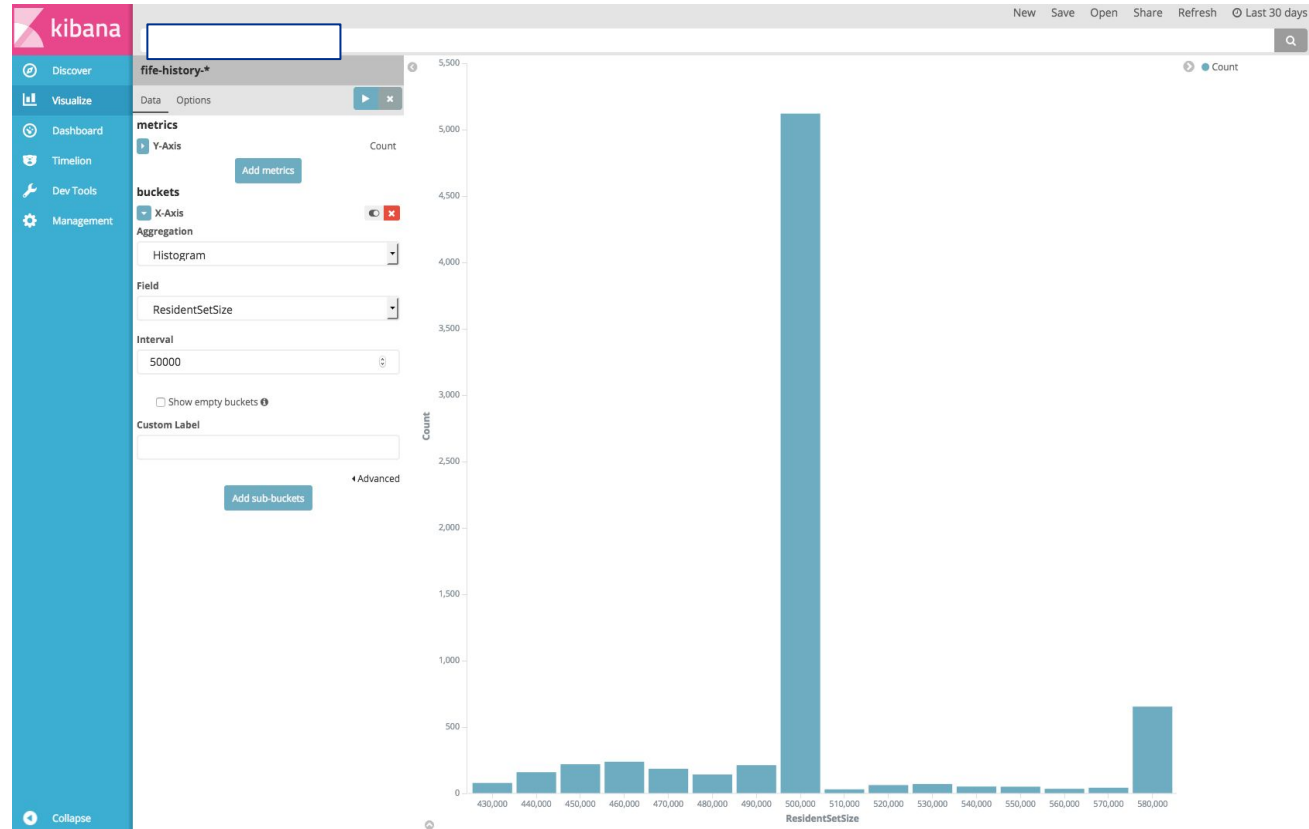 kibana
New Save Open Share Refresh Last 30 days
Discover
Visualize
Dashboard
Timelion
Dev Tools
Management
Collapse
fife-history-*
Data Options
metrics
Y-Axis Count
Add metrics
buckets
X-Axis
Aggregation
Histogram
Field
ResidentSetSize
Interval
50000
Show empty buckets
Custom Label
Advanced
Add sub-buckets
Count
5,500
5,000
4,500
4,000
3,500
3,000
2,500
2,000
1,500
1,000
500
0
Count
430,000 440,000 450,000 460,000 470,000 480,000 490,000 500,000 510,000 520,000 530,000 540,000 550,000 560,000 570,000 580,000
ResidentSetSize